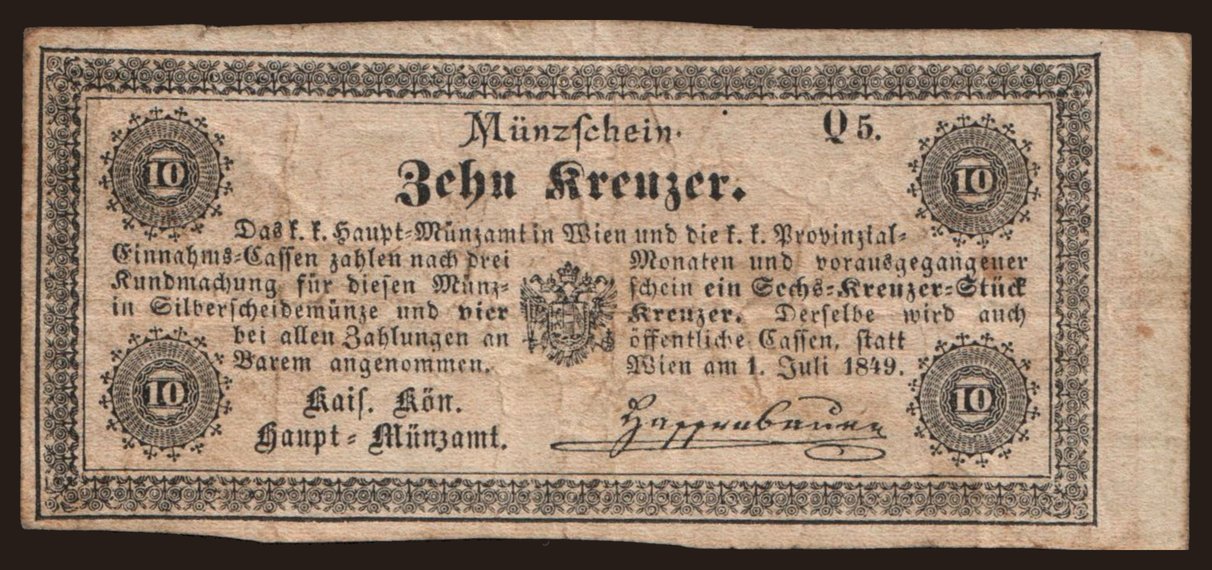 Münzschein.
Q 5.
Zehn Kreuzer.
10
10
Das k. k. Haupt-Münzamt in Wien und die k. k. Provinzial-
Einnahms-Cassen zahlen nach drei Monaten und vorausgegangener
Kundmachung für diesen Münz-schein ein Sechs-Kreuzer-Stück
in Silberscheidemünze und vier Kreuzer. Derselbe wird auch
bei allen Zahlungen an öffentliche Cassen, statt
Barem angenommen. Wien am 1. Juli 1849.
10
10
Kais. Kön.
Haupt-Münzamt.
Hassenbauer